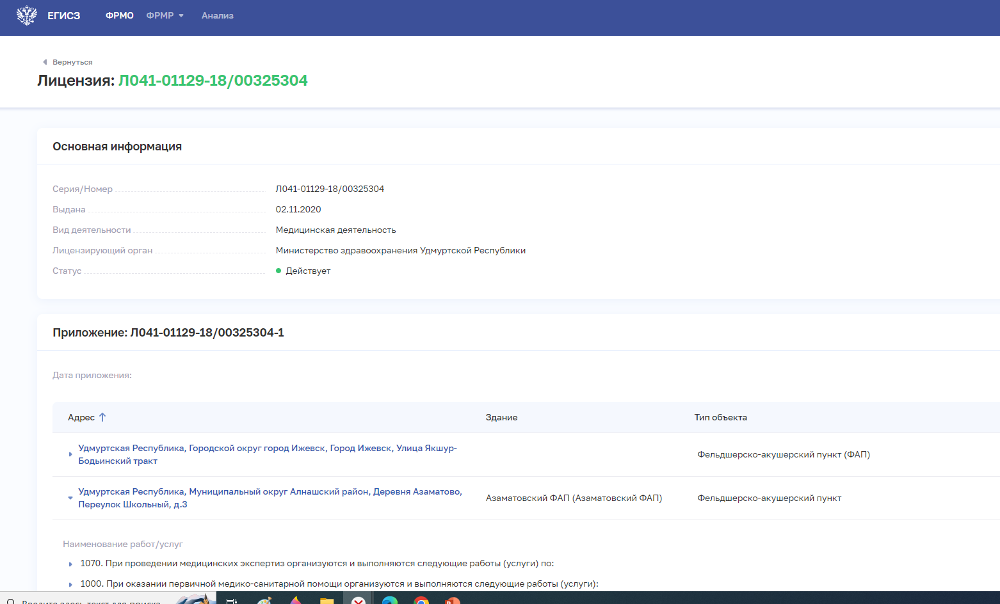 ЕГИСЗ ФРМО ФРМР Анализ
Вернуться
Лицензия: Л041-01129-18/00325304
Основная информация
Серия/Номер Л041-01129-18/00325304
Выдана 02.11.2020
Вид деятельности Медицинская деятельность
Лицензирующий орган Министерство здравоохранения Удмуртской Республики
Статус Действует
Приложение: Л041-01129-18/00325304-1
Дата приложения:
Адрес Здание Тип объекта
Удмуртская Республика, Городской округ город Ижевск, Город Ижевск, Улица Якшур-
Бодьинский тракт
Фельдшерско-акушерский пункт (ФАП)
Удмуртская Республика, Муниципальный округ Алнашский район, Деревня Азаматово,
Переулок Школьный, д.3
Азаматовский ФАП (Азаматовский ФАП) Фельдшерско-акушерский пункт
Наименование работ/услуг
1070. При проведении медицинских экспертиз организуются и выполняются следующие работы (услуги) по:
1000. При оказании первичной медико-санитарной помощи организуются и выполняются следующие работы (услуги):
Введите здесь текст для поиска